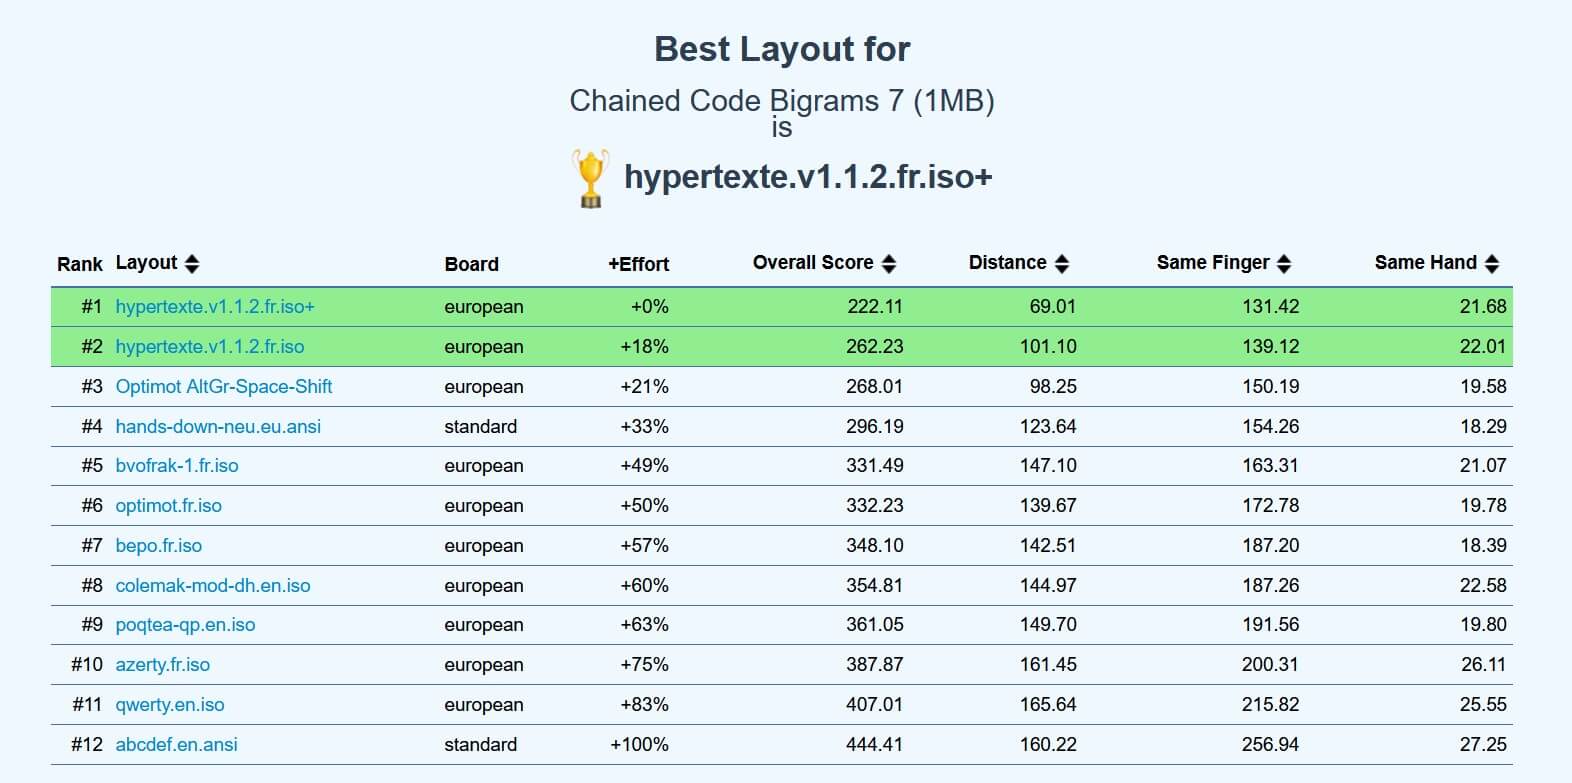 Best Layout for
Chained Code Bigrams 7 (1MB)
is
hypertexte.v1.1.2.fr.iso+
Rank Layout Board +Effort Overall Score Distance Same Finger Same Hand
#1 hypertexte.v1.1.2.fr.iso+ european +0% 222.11 69.01 131.42 21.68
#2 hypertexte.v1.1.2.fr.iso european +18% 262.23 101.10 139.12 22.01
#3 Optimot AltGr-Space-Shift european +21% 268.01 98.25 150.19 19.58
#4 hands-down-neu.eu.ansi standard +33% 296.19 123.64 154.26 18.29
#5 bvofrak-1.fr.iso european +49% 331.49 147.10 163.31 21.07
#6 optimot.fr.iso european +50% 332.23 139.67 172.78 19.78
#7 bepo.fr.iso european +57% 348.10 142.51 187.20 18.39
#8 colemak-mod-dh.en.iso european +60% 354.81 144.97 187.26 22.58
#9 poqtea-qp.en.iso european +63% 361.05 149.70 191.56 19.80
#10 azerty.fr.iso european +75% 387.87 161.45 200.31 26.11
#11 qwerty.en.iso european +83% 407.01 165.64 215.82 25.55
#12 abcdef.en.ansi standard +100% 444.41 160.22 256.94 27.25